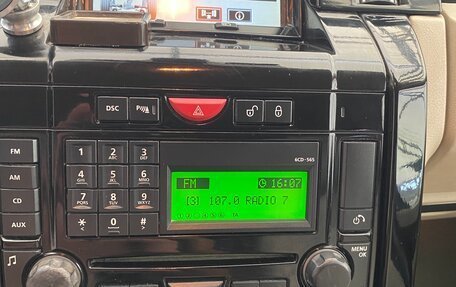 DSC
6CD-565
FM
AM
CD
AUX
1
2 ABC
3 DEF
4 GHI
5 JKL
6 MNO
7 PQRS
8 TUV
9 WXYZ
*
0
#
FM 16:07
[3] 107.0 RADIO 7
MENU
OK